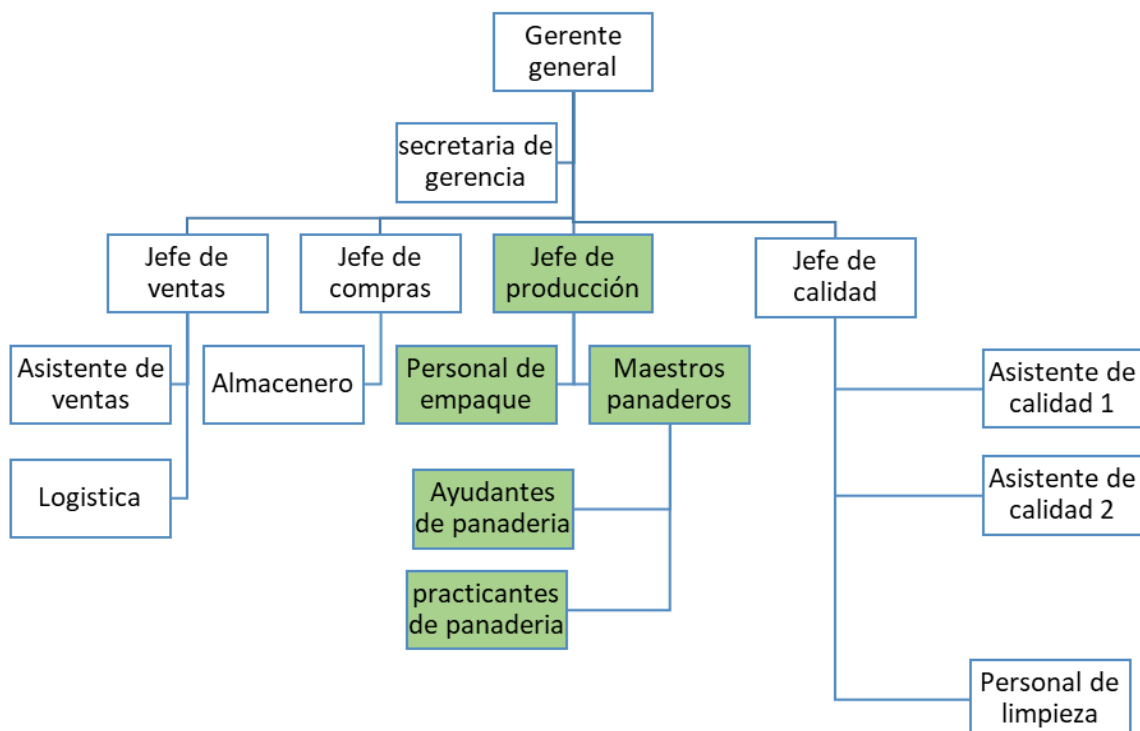 Gerente
general
secretaria de
gerencia
Jefe de
ventas
Jefe de
compras
Jefe de
producción
Jefe de
calidad
Asistente de
ventas
Almacenero
Personal de
empaque
Maestros
panaderos
Asistente de
calidad 1
Logistica
Ayudantes
de panaderia
Asistente de
calidad 2
practicantes
de panaderia
Personal de
limpieza